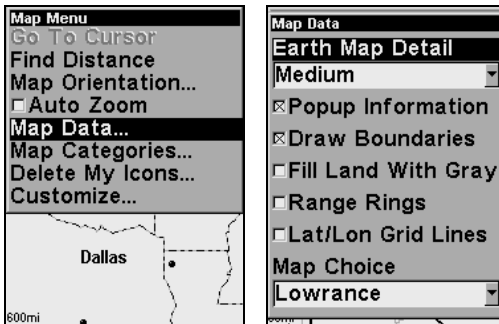 Map Menu
Go To Cursor
Find Distance
Map Orientation...
Auto Zoom
Map Data...
Map Categories...
Delete My Icons...
Customize...
Dallas
600mi
Map Data
Earth Map Detail
Medium
Popup Information
Draw Boundaries
Fill Land With Gray
Range Rings
Lat/Lon Grid Lines
Map Choice
Lowrance